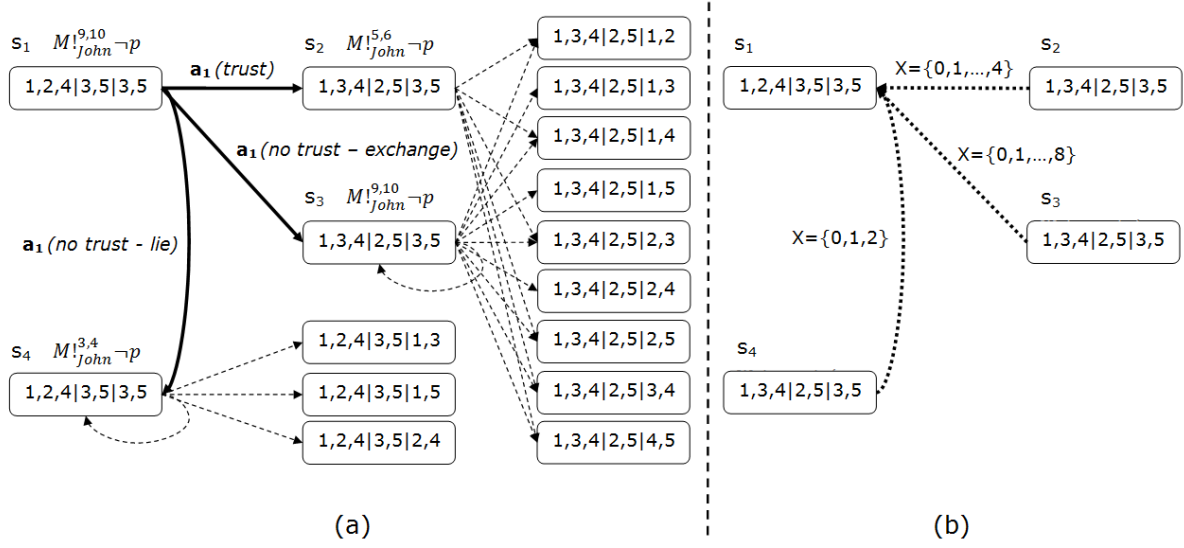 s1 M!^{9,10}_{John}¬p
1,2,4|3,5|3,5
a1(trust)
s2 M!^{5,6}_{John}¬p
1,3,4|2,5|3,5
a1(no trust – exchange)
s3 M!^{9,10}_{John}¬p
1,3,4|2,5|3,5
a1(no trust - lie)
s4 M!^{3,4}_{John}¬p
1,2,4|3,5|3,5
1,2,4|3,5|1,3
1,2,4|3,5|1,5
1,2,4|3,5|2,4
1,3,4|2,5|1,2
1,3,4|2,5|1,3
1,3,4|2,5|1,4
1,3,4|2,5|1,5
1,3,4|2,5|2,3
1,3,4|2,5|2,4
1,3,4|2,5|2,5
1,3,4|2,5|3,4
1,3,4|2,5|4,5
(a)
s1
1,2,4|3,5|3,5
X={0,1,...,4}
s2
1,3,4|2,5|3,5
X={0,1,...,8}
s3
1,3,4|2,5|3,5
X={0,1,2}
s4
1,3,4|2,5|3,5
(b)